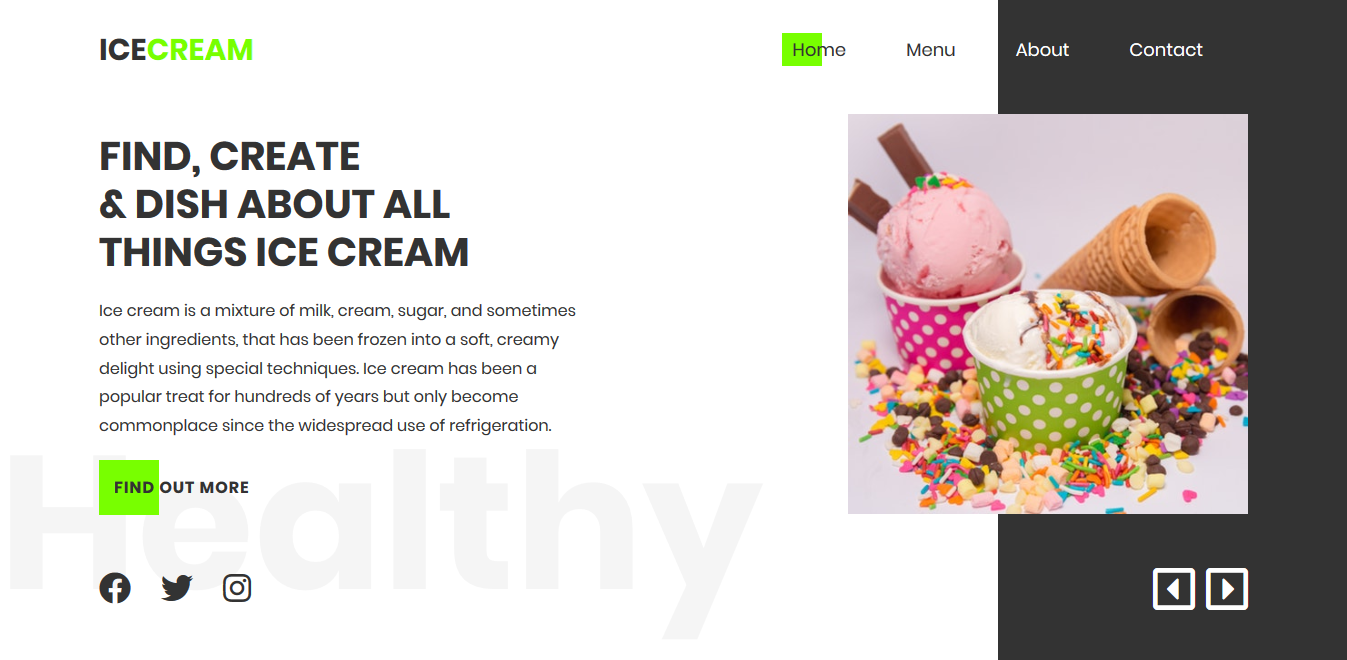 ICECREAM
Home Menu About Contact
FIND, CREATE
& DISH ABOUT ALL
THINGS ICE CREAM
Ice cream is a mixture of milk, cream, sugar, and sometimes
other ingredients, that has been frozen into a soft, creamy
delight using special techniques. Ice cream has been a
popular treat for hundreds of years but only become
commonplace since the widespread use of refrigeration.
Healthy
FIND OUT MORE